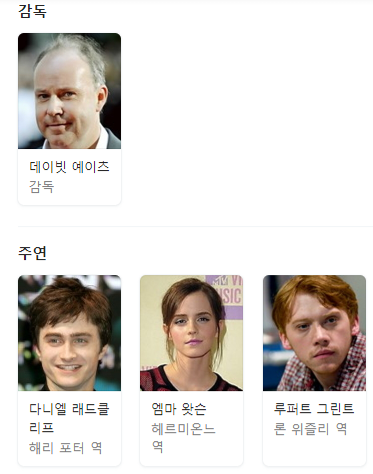 감독
데이빗 예이츠
감독
주연
다니엘 래드클
리프
해리 포터 역
엠마 왓슨
헤르미온느
역
루퍼트 그린트
론 위즐리 역